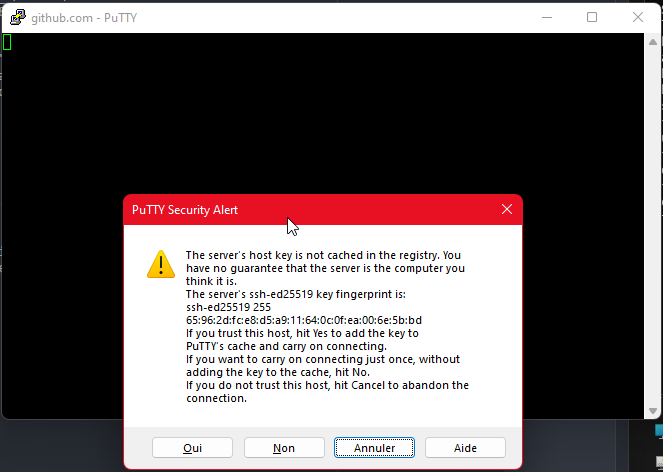 github.com - PuTTY
PuTTY Security Alert
The server's host key is not cached in the registry. You
have no guarantee that the server is the computer you
think it is.
The server's ssh-ed25519 key fingerprint is:
ssh-ed25519 255
65:96:2d:fc:e8:d5:a9:11:64:0c:0f:ea:00:6e:5b:bd
If you trust this host, hit Yes to add the key to
PuTTY's cache and carry on connecting.
If you want to carry on connecting just once, without
adding the key to the cache, hit No.
If you do not trust this host, hit Cancel to abandon the
connection.
Oui Non Annuler Aide